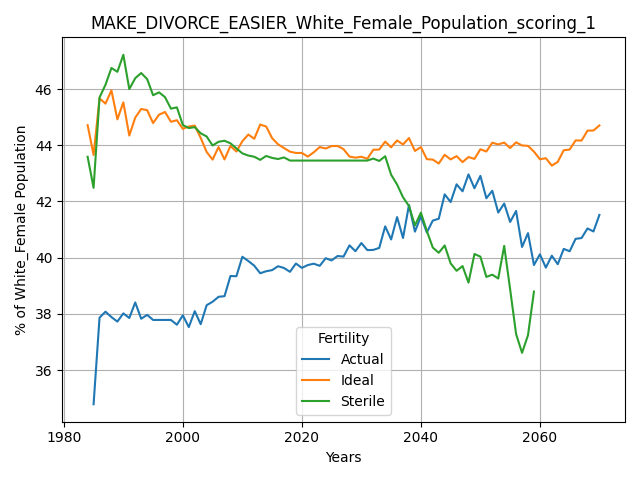 MAKE_DIVORCE_EASIER_White_Female_Population_scoring_1
% of White_Female Population
46
44
42
40
38
36
1980
2000
2020
2040
2060
Years
Fertility
Actual
Ideal
Sterile